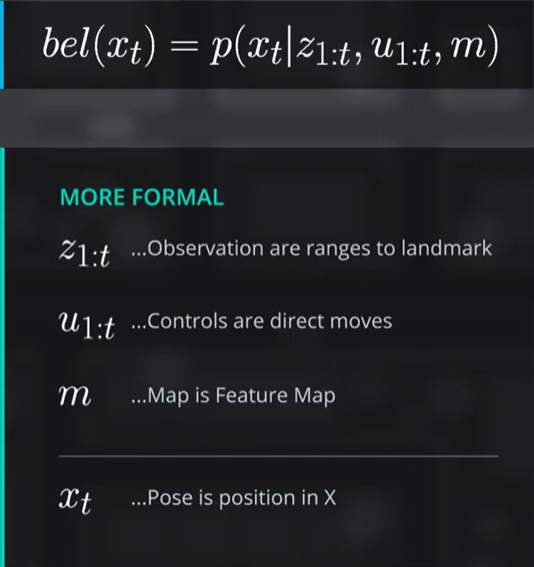 bel(x_t) = p(x_t|z_{1:t}, u_{1:t}, m)
MORE FORMAL
z_{1:t} ...Observation are ranges to landmark
u_{1:t} ...Controls are direct moves
m ...Map is Feature Map
x_t ...Pose is position in X